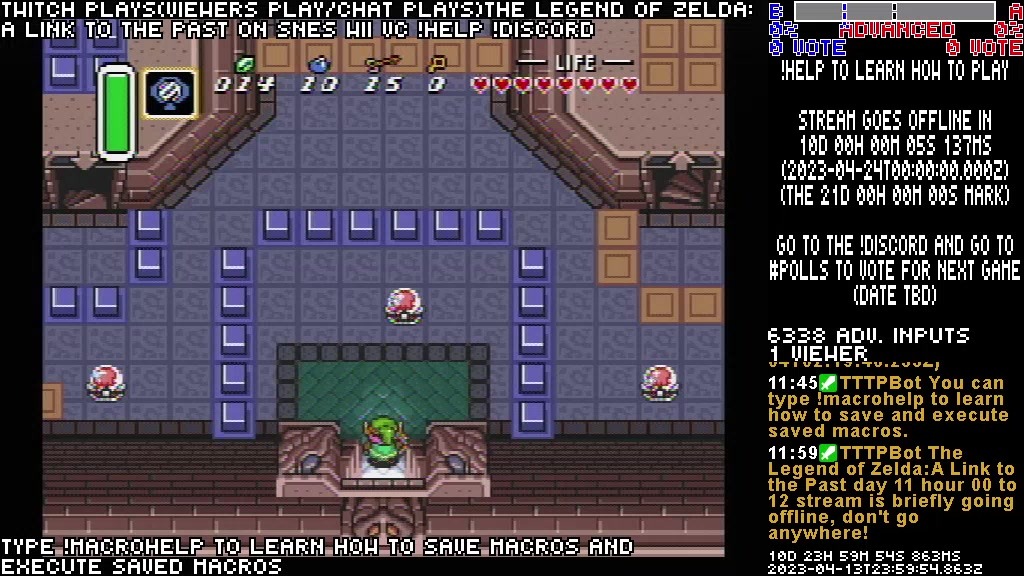 TWITCH PLAYS(VIEWERS PLAY/CHAT PLAYS)THE LEGEND OF ZELDA:
A LINK TO THE PAST ON SNES WII VC !HELP !DISCORD
B A
0% ADVANCED 0%
0 VOTE 0 VOTE
!HELP TO LEARN HOW TO PLAY
014 10 15 0
LIFE
STREAM GOES OFFLINE IN
10D 00H 00M 05S 137MS
(2023-04-24T00:00:00.000Z)
(THE 21D 00H 00M 00S MARK)
GO TO THE !DISCORD AND GO TO
#POLLS TO VOTE FOR NEXT GAME
(DATE TBD)
6338 ADV. INPUTS
1 VIEWER
11:45 TTTPBot You can
type !macrohelp to learn
how to save and execute
saved macros.
11:59 TTTPBot The
Legend of Zelda:A Link to
the Past day 11 hour 00 to
12 stream is briefly going
offline, don't go
anywhere!
10D 23H 59M 54S 863MS
2023-04-13T23:59:54.863Z
TYPE !MACROHELP TO LEARN HOW TO SAVE MACROS AND
EXECUTE SAVED MACROS